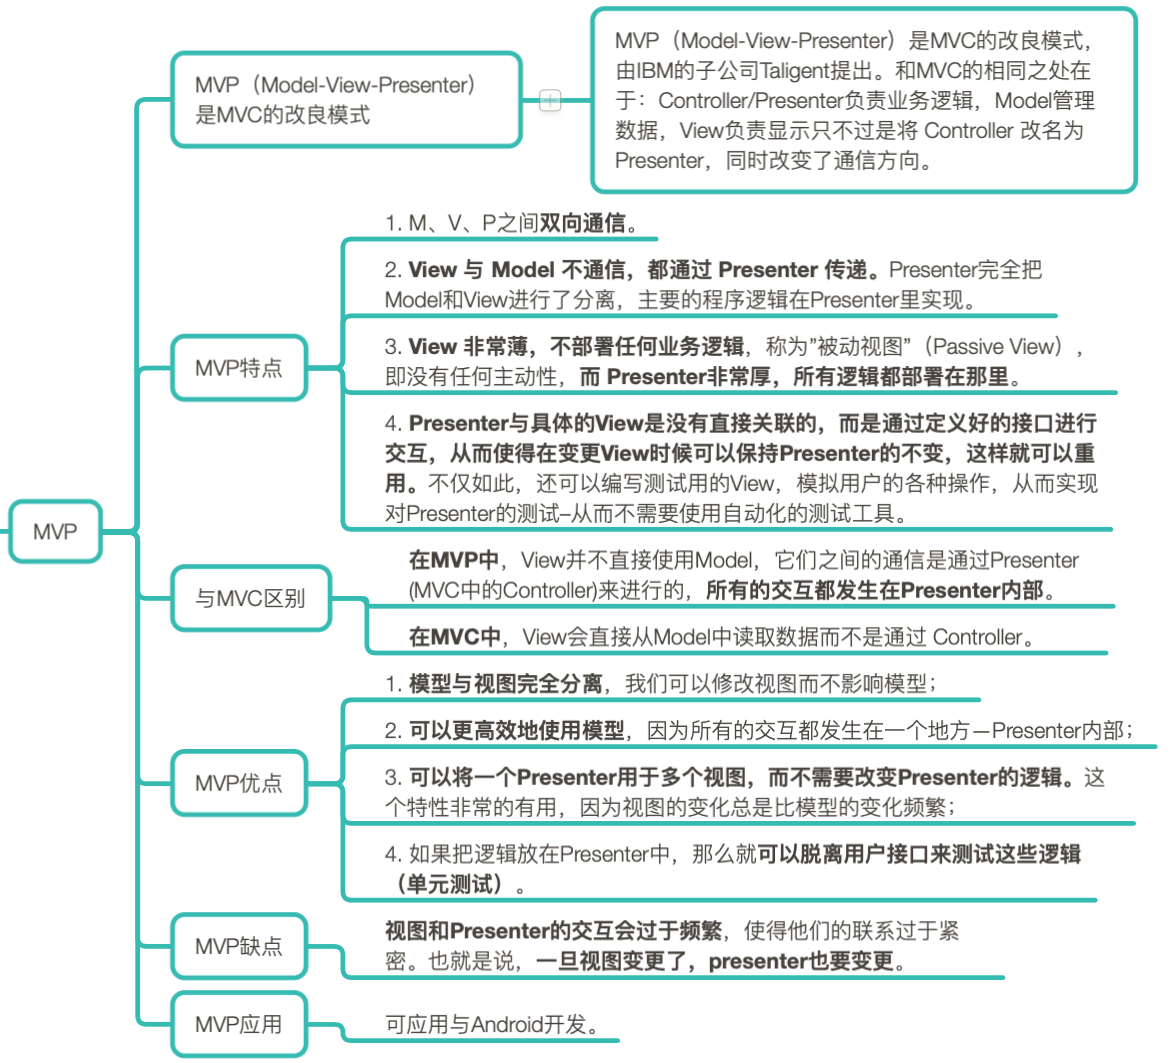 MVP
MVP（Model-View-Presenter）
是MVC的改良模式
MVP（Model-View-Presenter）是MVC的改良模式，
由IBM的子公司Taligent提出。和MVC的相同之处在
于：Controller/Presenter负责业务逻辑，Model管理
数据，View负责显示只不过是将 Controller 改名为
Presenter，同时改变了通信方向。
MVP特点
1. M、V、P之间双向通信。
2. View 与 Model 不通信，都通过 Presenter 传递。Presenter完全把
Model和View进行了分离，主要的程序逻辑在Presenter里实现。
3. View 非常薄，不部署任何业务逻辑，称为”被动视图”（Passive View），
即没有任何主动性，而 Presenter非常厚，所有逻辑都部署在那里。
4. Presenter与具体的View是没有直接关联的，而是通过定义好的接口进行
交互，从而使得在变更View时候可以保持Presenter的不变，这样就可以重
用。不仅如此，还可以编写测试用的View，模拟用户的各种操作，从而实现
对Presenter的测试–从而不需要使用自动化的测试工具。
与MVC区别
在MVP中，View并不直接使用Model，它们之间的通信是通过Presenter
(MVC中的Controller)来进行的，所有的交互都发生在Presenter内部。
在MVC中，View会直接从Model中读取数据而不是通过 Controller。
MVP优点
1. 模型与视图完全分离，我们可以修改视图而不影响模型；
2. 可以更高效地使用模型，因为所有的交互都发生在一个地方—Presenter内部；
3. 可以将一个Presenter用于多个视图，而不需要改变Presenter的逻辑。这
个特性非常的有用，因为视图的变化总是比模型的变化频繁；
4. 如果把逻辑放在Presenter中，那么就可以脱离用户接口来测试这些逻辑
（单元测试）。
MVP缺点
视图和Presenter的交互会过于频繁，使得他们的联系过于紧
密。也就是说，一旦视图变更了，presenter也要变更。
MVP应用
可应用与Android开发。